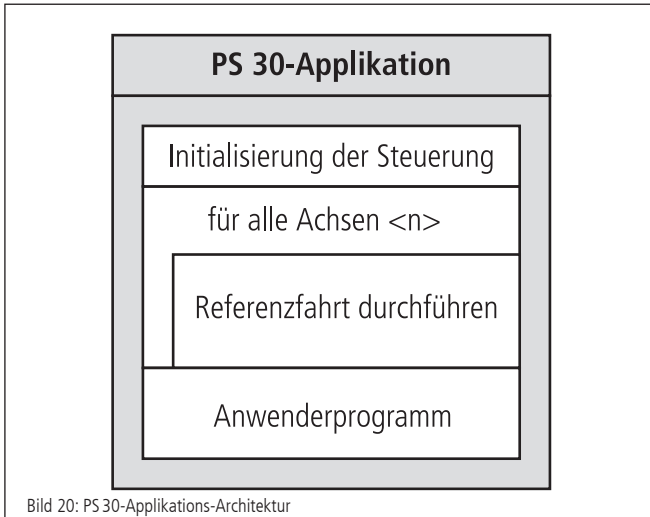 PS 30-Applikation
Initialisierung der Steuerung
für alle Achsen <n>
Referenzfahrt durchführen
Anwenderprogramm
Bild 20: PS 30-Applikations-Architektur